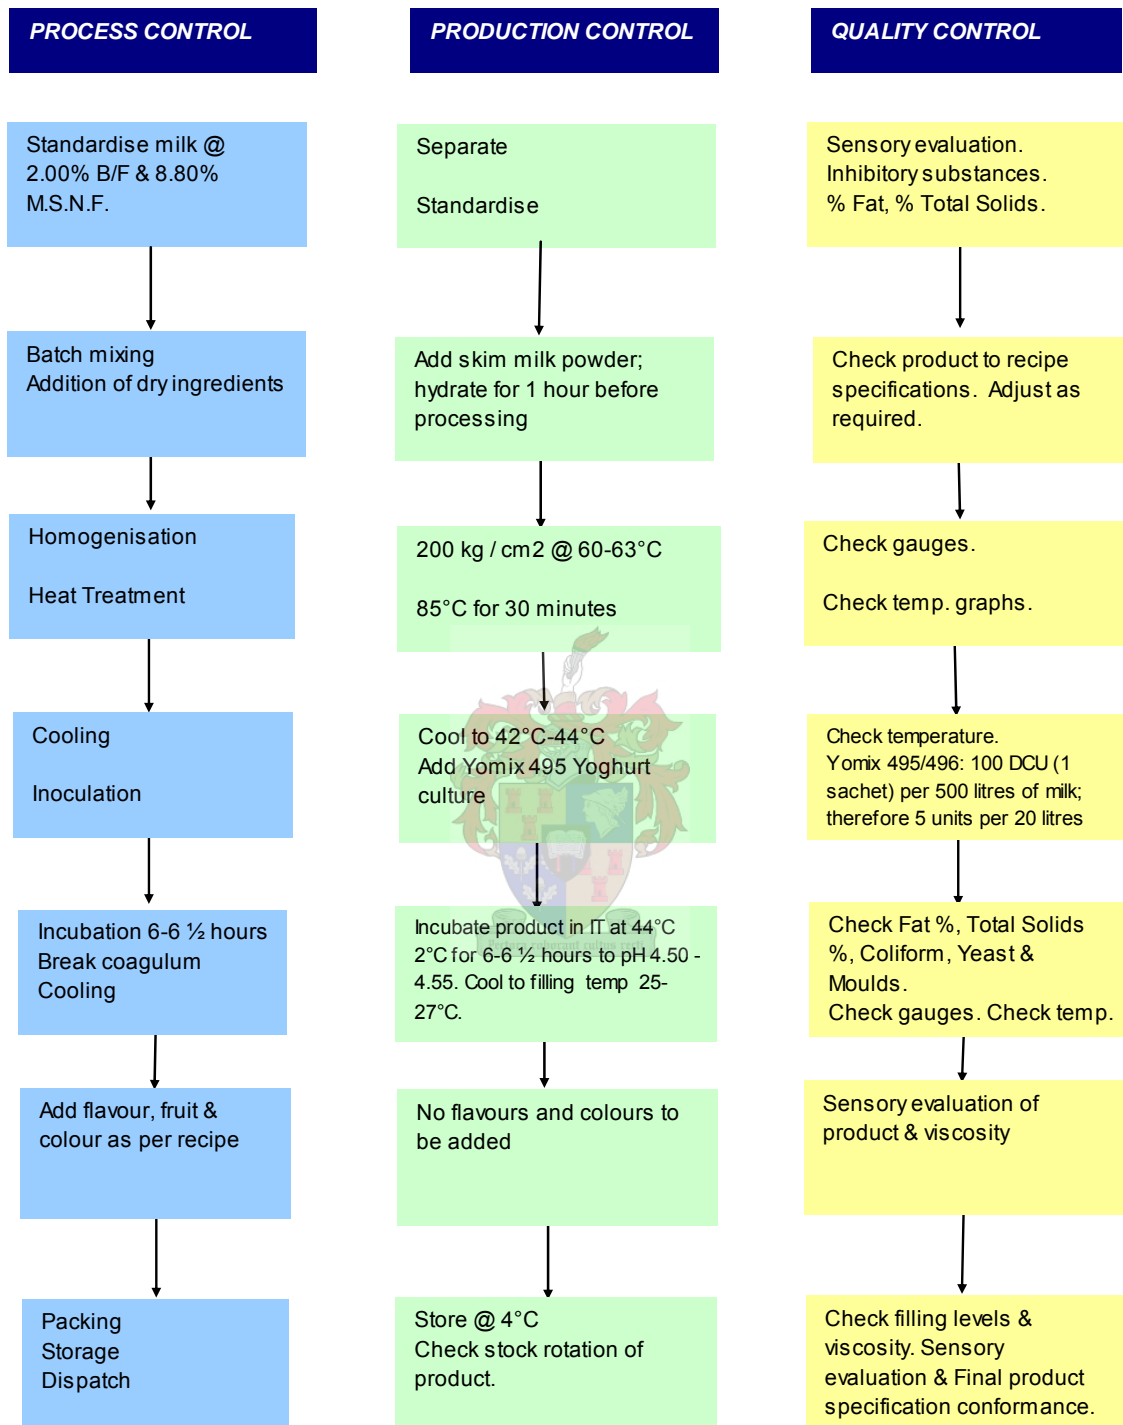 PROCESS CONTROL
PRODUCTION CONTROL
QUALITY CONTROL
Standardise milk @
2.00% B/F & 8.80%
M.S.N.F.
Separate
Standardise
Sensory evaluation.
Inhibitory substances.
% Fat, % Total Solids.
Batch mixing
Addition of dry ingredients
Add skim milk powder;
hydrate for 1 hour before
processing
Check product to recipe
specifications. Adjust as
required.
Homogenisation
Heat Treatment
200 kg / cm2 @ 60-63°C
85°C for 30 minutes
Check gauges.
Check temp. graphs.
Cooling
Inoculation
Cool to 42°C-44°C
Add Yomix 495 Yoghurt
culture
Check temperature.
Yomix 495/496: 100 DCU (1
sachet) per 500 litres of milk;
therefore 5 units per 20 litres
Incubation 6-6 ½ hours
Break coagulum
Cooling
Incubate product in IT at 44°C
2°C for 6-6 ½ hours to pH 4.50 -
4.55. Cool to filling temp 25-
27°C.
Pectora roborant cultus recti
Check Fat %, Total Solids
%, Coliform, Yeast &
Moulds.
Check gauges. Check temp.
Add flavour, fruit &
colour as per recipe
No flavours and colours to
be added
Sensory evaluation of
product & viscosity
Packing
Storage
Dispatch
Store @ 4°C
Check stock rotation of
product.
Check filling levels &
viscosity. Sensory
evaluation & Final product
specification conformance.